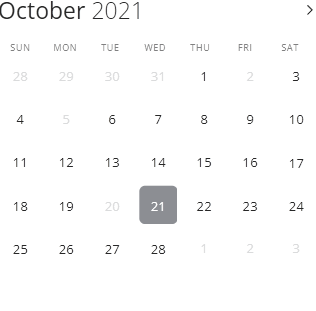 October 2021
SUN MON TUE WED THU FRI SAT
28 29 30 31 1 2 3
4 5 6 7 8 9 10
11 12 13 14 15 16 17
18 19 20 21 22 23 24
25 26 27 28 1 2 3